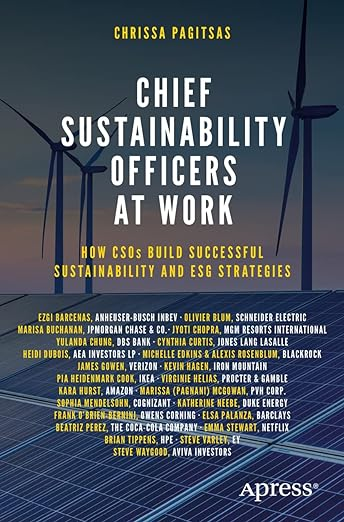 CHRISSA PAGITSAS
CHIEF
SUSTAINABILITY
OFFICERS
AT WORK
HOW CSOs BUILD SUCCESSFUL
SUSTAINABILITY AND ESG STRATEGIES
EZGI BARCENAS, ANHEUSER-BUSCH INBEV · OLIVIER BLUM, SCHNEIDER ELECTRIC
MARISA BUCHANAN, JPMORGAN CHASE & CO. · JYOTI CHOPRA, MGM RESORTS INTERNATIONAL
YULANDA CHUNG, DBS BANK · CYNTHIA CURTIS, JONES LANG LASALLE
HEIDI DUBOIS, AEA INVESTORS LP · MICHELLE EDKINS & ALEXIS ROSENBLUM, BLACKROCK
JAMES GOWEN, VERIZON · KEVIN HAGEN, IRON MOUNTAIN
PIA HEIDENMARK COOK, IKEA · VIRGINIE HELIAS, PROCTER & GAMBLE
KARA HURST, AMAZON · MARISSA (PAGNANI) MCGOWAN, PVH CORP.
SOPHIA MENDELSOHN, COGNIZANT · KATHERINE NEEBE, DUKE ENERGY
FRANK O'BRIEN-BERNINI, OWENS CORNING · ELSA PALANZA, BARCLAYS
BEATRIZ PEREZ, THE COCA-COLA COMPANY · EMMA STEWART, NETFLIX
BRIAN TIPPENS, HPE · STEVE VARLEY, EY
STEVE WAYGOOD, AVIVA INVESTORS
Apress®